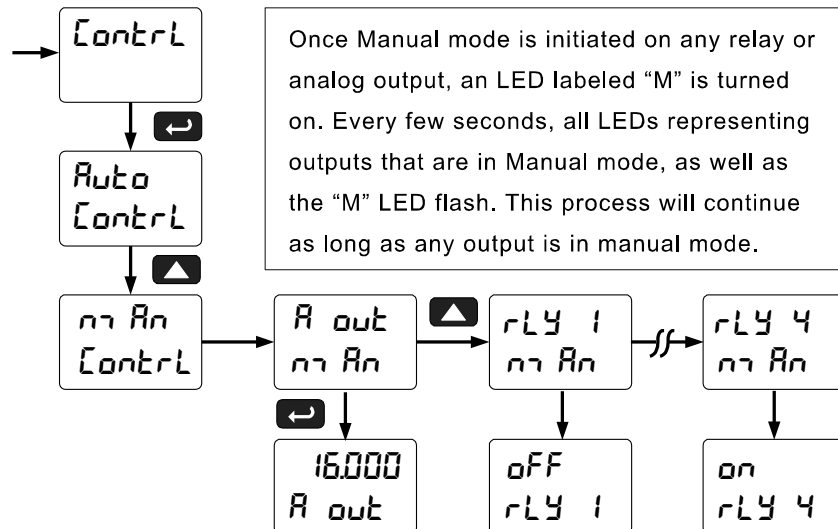 Contrl
Once Manual mode is initiated on any relay or
analog output, an LED labeled “M” is turned
on. Every few seconds, all LEDs representing
outputs that are in Manual mode, as well as
the “M” LED flash. This process will continue
as long as any output is in manual mode.
Auto
Contrl
mAn
Contrl
A out
mAn
rLY 1
mAn
rLY 4
mAn
16.000
A out
oFF
rLY 1
on
rLY 4